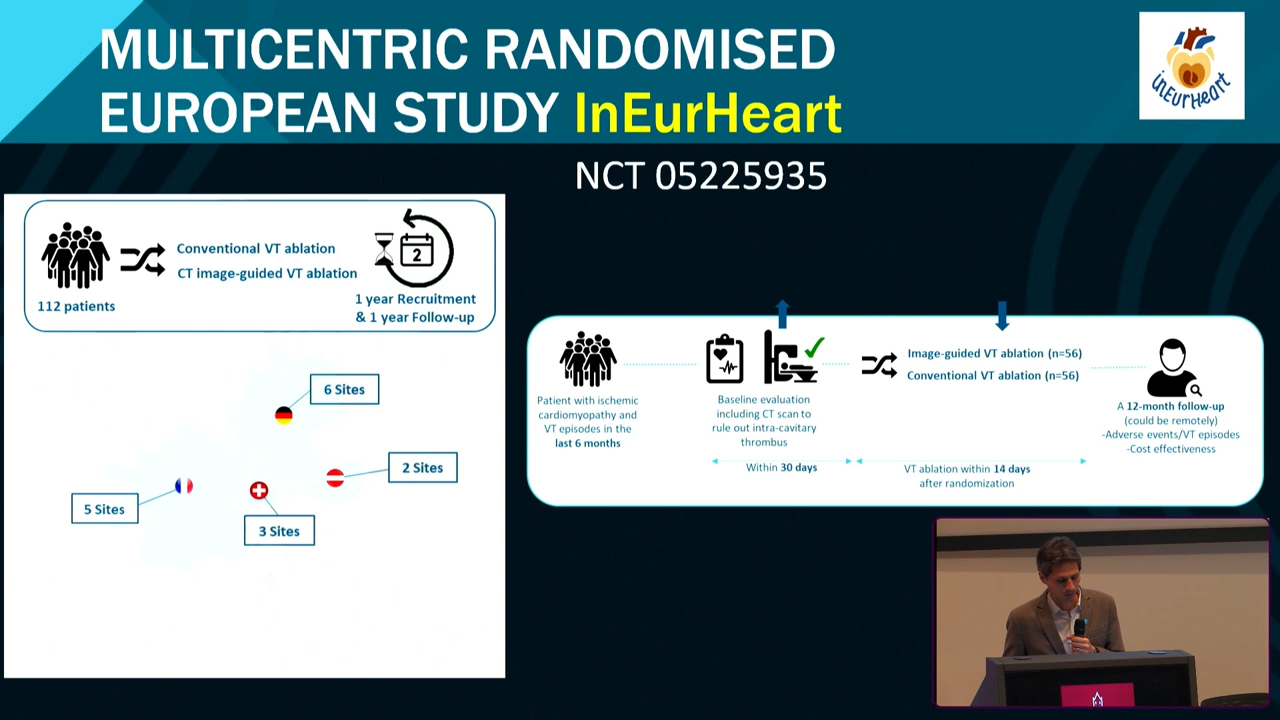 MULTICENTRIC RANDOMISED
EUROPEAN STUDY InEurHeart
inEurHeart
NCT 05225935
112 patients
Conventional VT ablation
CT image-guided VT ablation
2
1 year Recruitment
& 1 year Follow-up
6 Sites
2 Sites
5 Sites
3 Sites
Patient with ischemic
cardiomyopathy and
VT episodes in the
last 6 months
Baseline evaluation
including CT scan to
rule out intra-cavitary
thrombus
Within 30 days
Image-guided VT ablation (n=56)
Conventional VT ablation (n=56)
VT ablation within 14 days
after randomization
A 12-month follow-up
(could be remotely)
-Adverse events/VT episodes
-Cost effectiveness